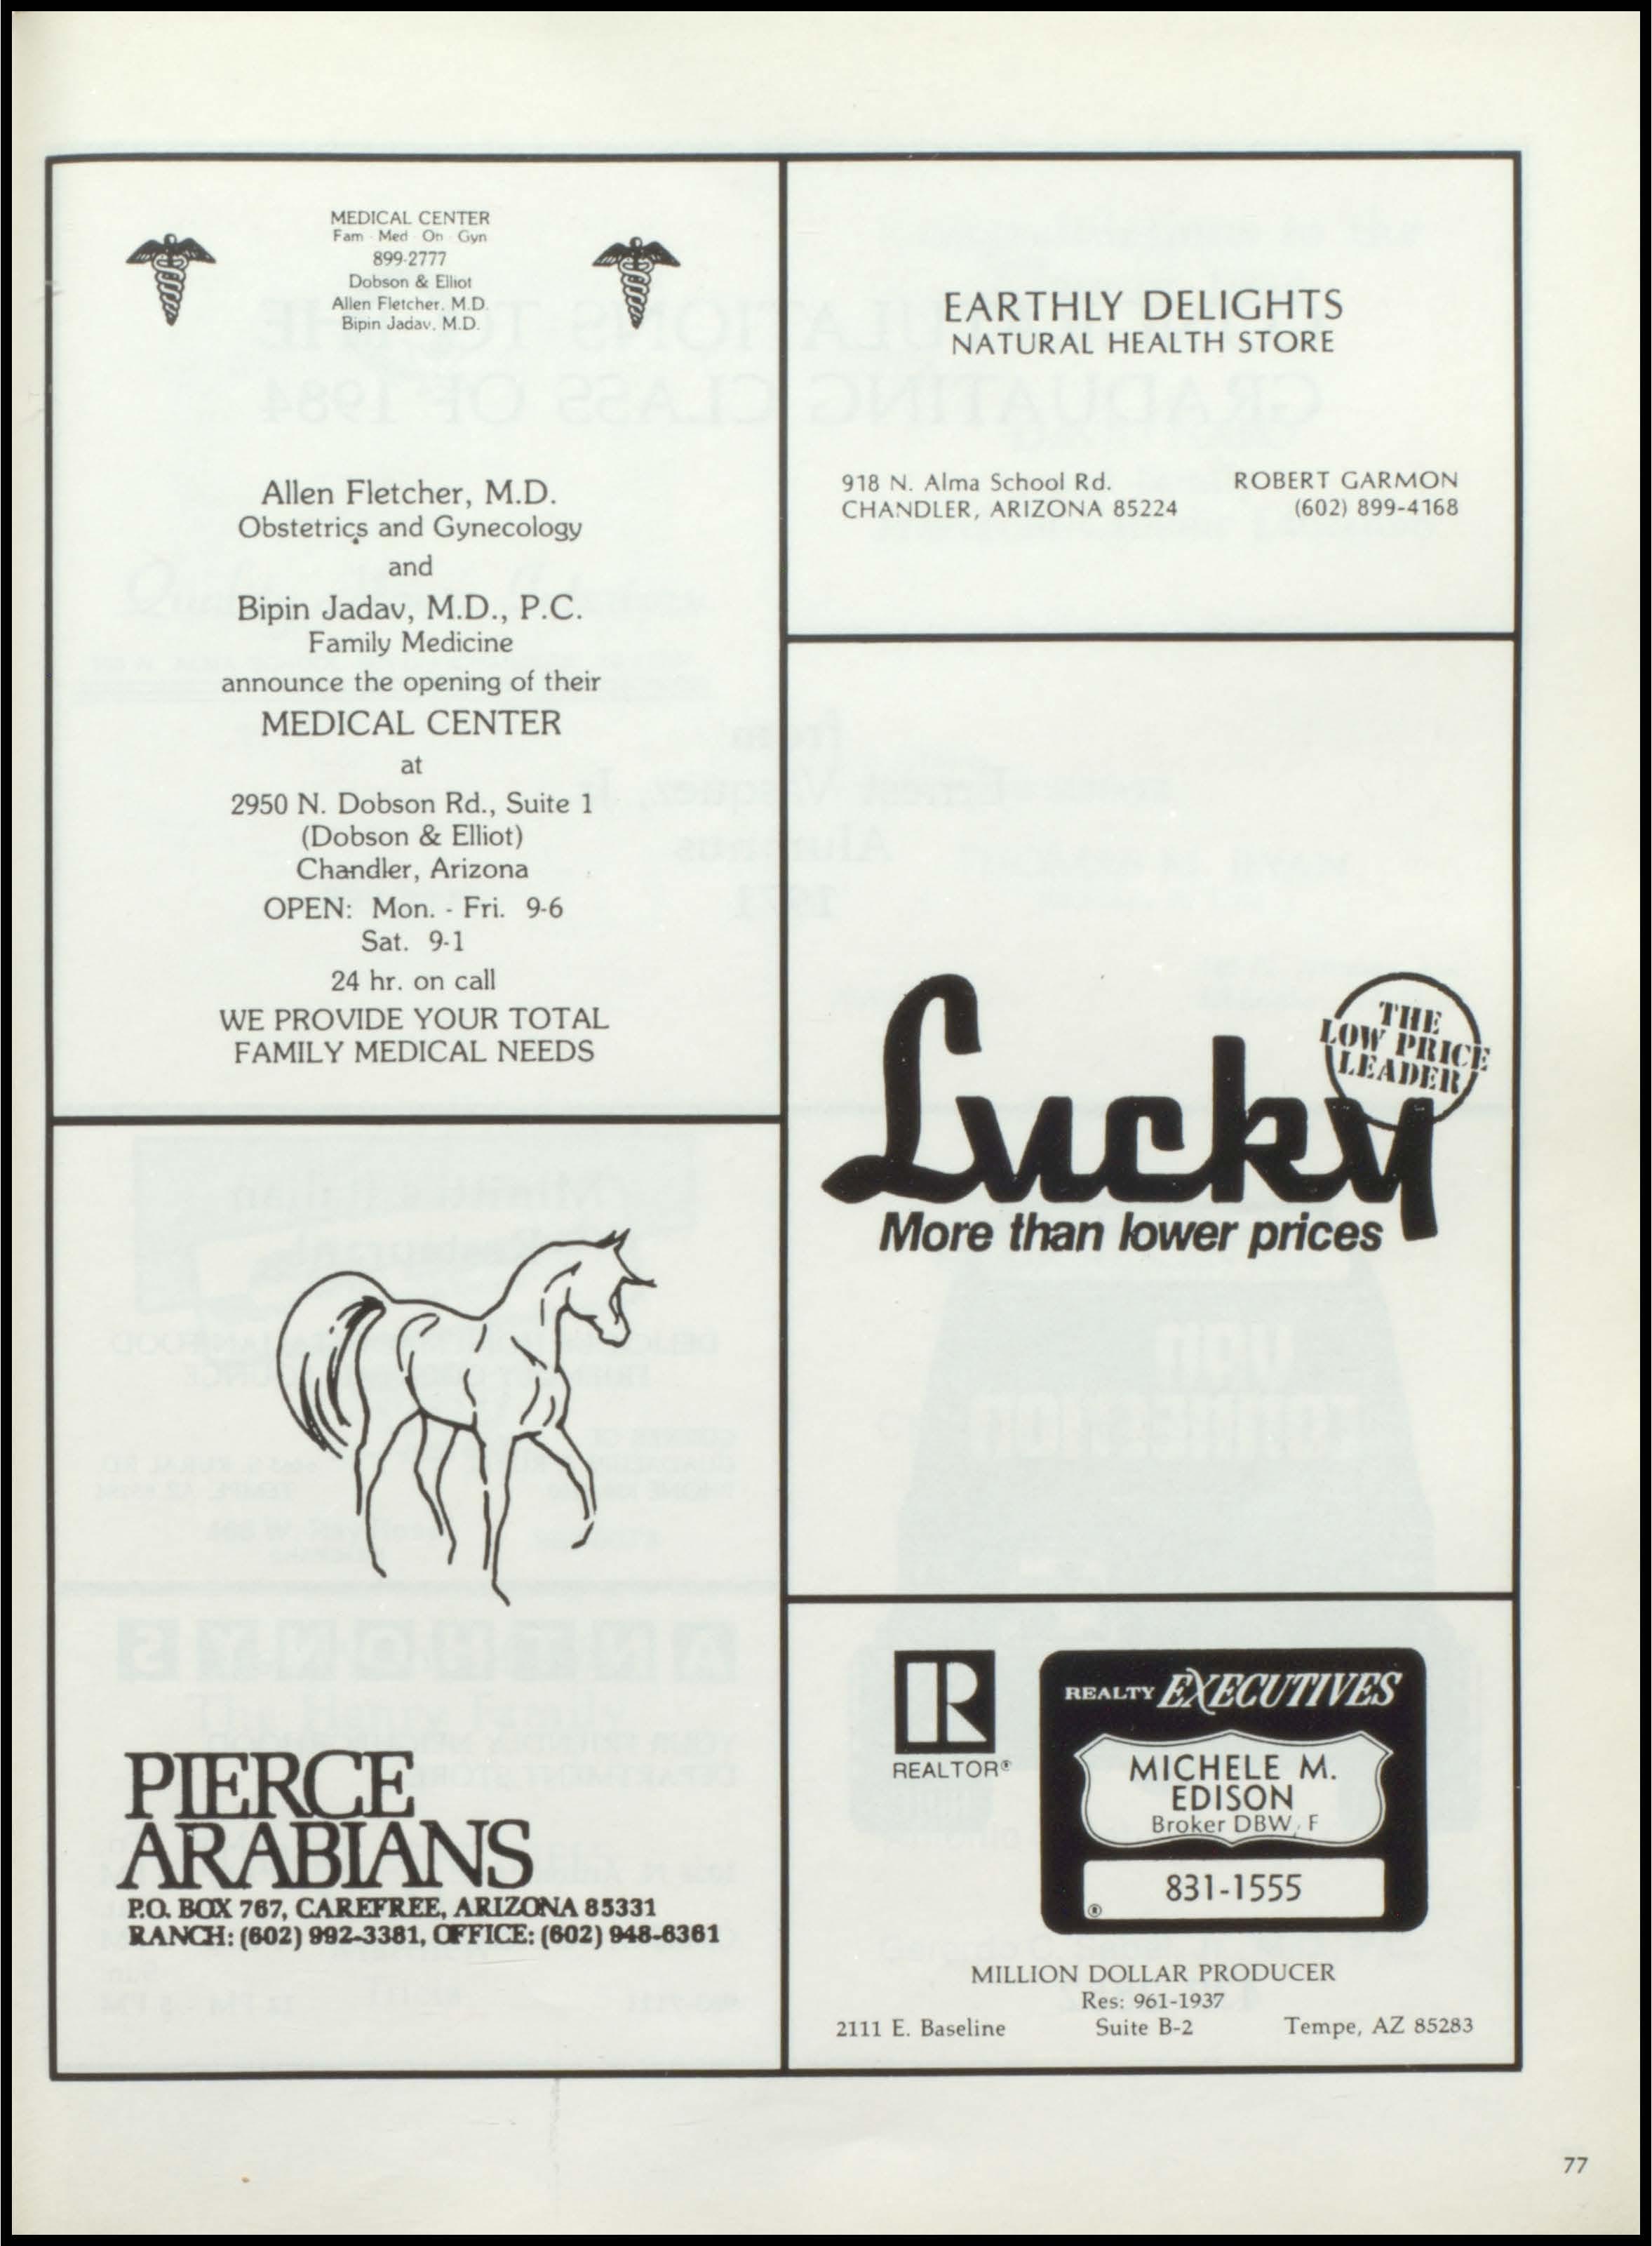 MEDICAL CENTER
Fam - Med - On - Gyn
899-2777
Dobson & Elliot
Allen Fletcher, M.D.
Bipin Jadav, M.D.
Allen Fletcher, M.D.
Obstetrics and Gynecology
and
Bipin Jadav, M.D., P.C.
Family Medicine
announce the opening of their
MEDICAL CENTER
at
2950 N. Dobson Rd., Suite 1
(Dobson & Elliot)
Chandler, Arizona
OPEN: Mon. - Fri. 9-6
Sat. 9-1
24 hr. on call
WE PROVIDE YOUR TOTAL
FAMILY MEDICAL NEEDS
PIERCE
ARABIANS
P.O. BOX 767, CAREFREE, ARIZONA 85331
RANCH: (602) 992-3381, OFFICE: (602) 948-6361
EARTHLY DELIGHTS
NATURAL HEALTH STORE
918 N. Alma School Rd. ROBERT GARMON
CHANDLER, ARIZONA 85224 (602) 899-4168
THE
LOW PRICE
LEADER
Lucky
More than lower prices
R
REALTOR®
REALTY EXECUTIVES
MICHELE M.
EDISON
Broker DBW, F
831-1555
®
MILLION DOLLAR PRODUCER
Res: 961-1937
2111 E. Baseline Suite B-2 Tempe, AZ 85283
77